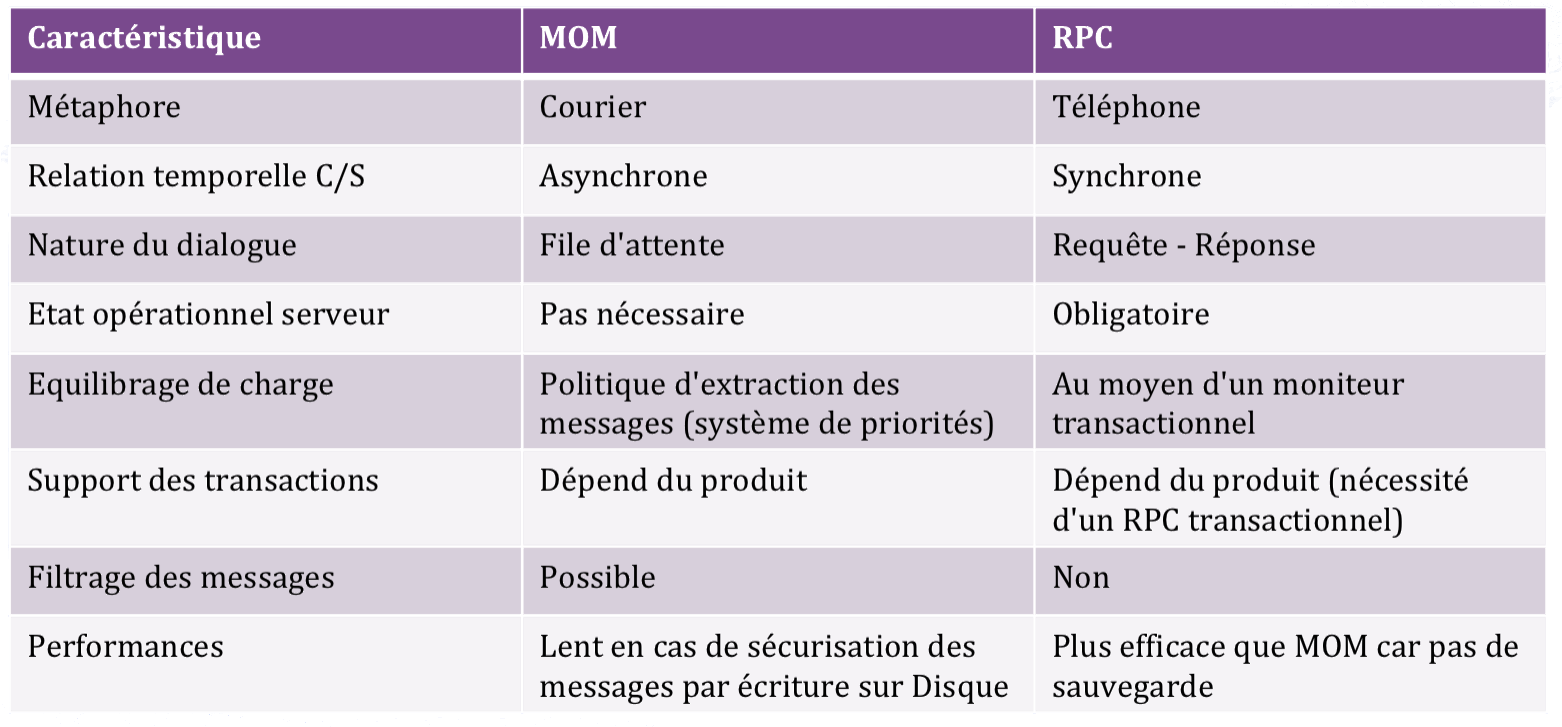 Caractéristique MOM RPC
Métaphore Courier Téléphone
Relation temporelle C/S Asynchrone Synchrone
Nature du dialogue File d'attente Requête - Réponse
Etat opérationnel serveur Pas nécessaire Obligatoire
Equilibrage de charge Politique d'extraction des Au moyen d'un moniteur
messages (système de priorités) transactionnel
Support des transactions Dépend du produit Dépend du produit (nécessité
d'un RPC transactionnel)
Filtrage des messages Possible Non
Performances Lent en cas de sécurisation des Plus efficace que MOM car pas de
messages par écriture sur Disque sauvegarde